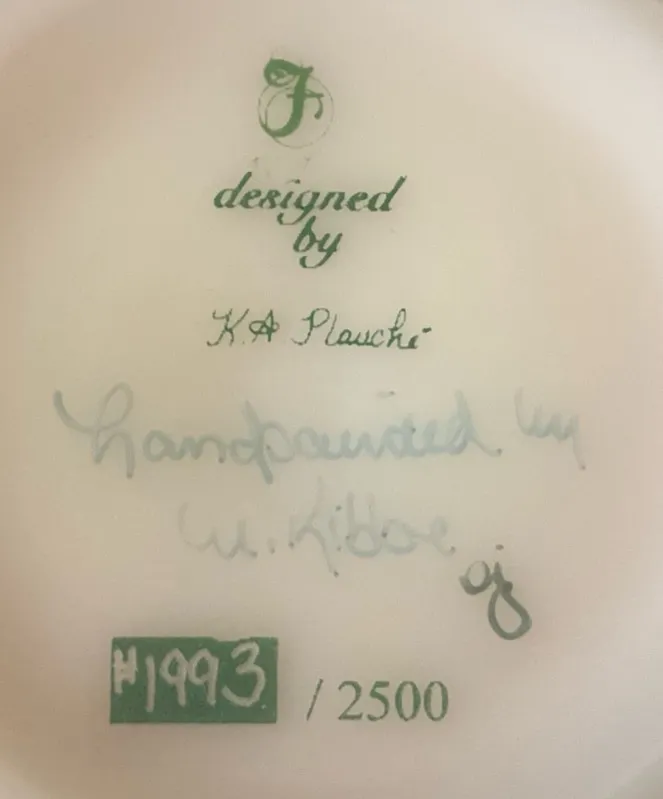 F
designed
by
K A Plauché
handpainted by
#1993 / 2500